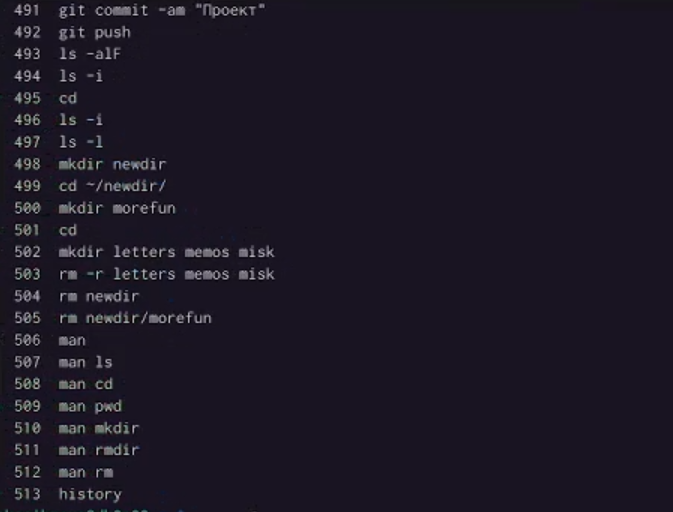 491 git commit -am "Проект"
492 git push
493 ls -alF
494 ls -i
495 cd
496 ls -i
497 ls -l
498 mkdir newdir
499 cd ~/newdir/
500 mkdir morefun
501 cd
502 mkdir letters memos misk
503 rm -r letters memos misk
504 rm newdir
505 rm newdir/morefun
506 man
507 man ls
508 man cd
509 man pwd
510 man mkdir
511 man rmdir
512 man rm
513 history